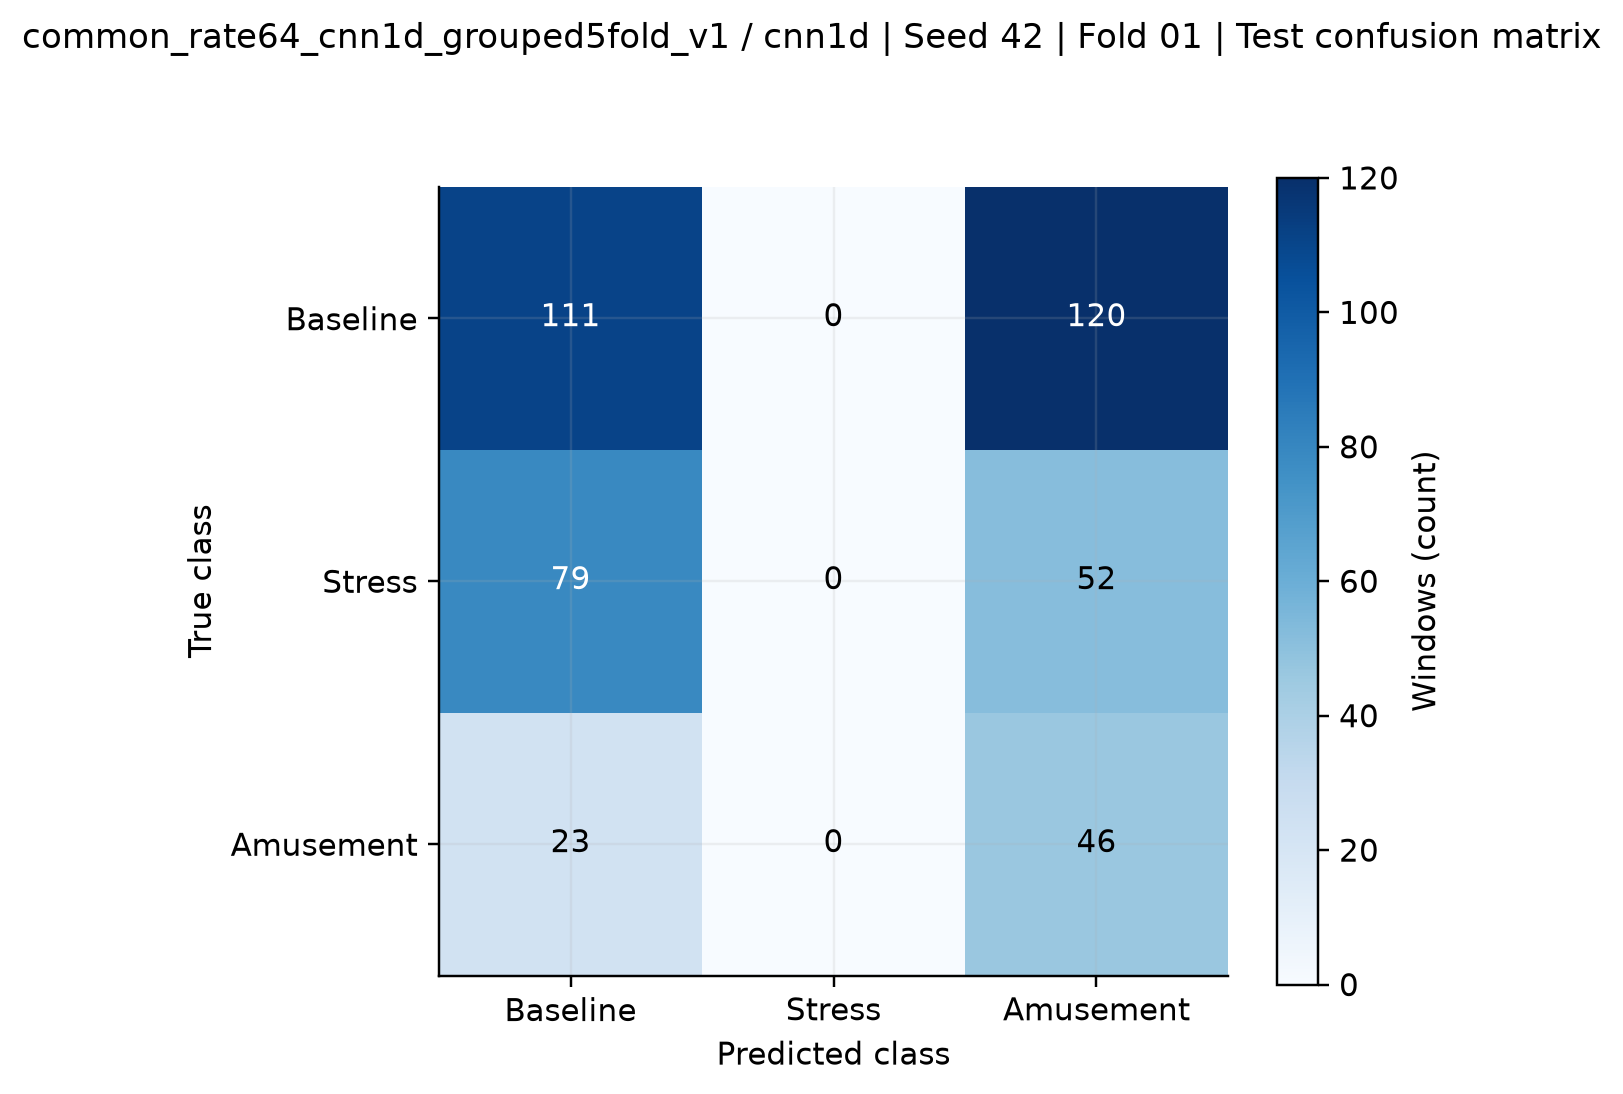 common_rate64_cnn1d_grouped5fold_v1 / cnn1d | Seed 42 | Fold 01 | Test confusion matrix
Baseline 111 0 120
Stress 79 0 52
Amusement 23 0 46
Baseline Stress Amusement
Predicted class
True class
120
100
80
60
40
20
0
Windows (count)